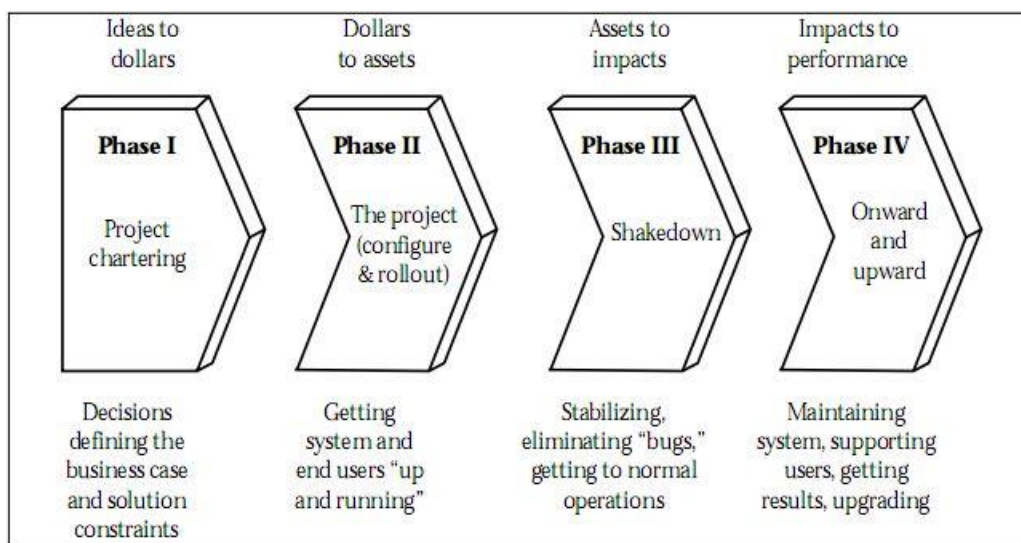 Ideas to
dollars
Dollars
to assets
Assets to
impacts
Impacts to
performance
Phase I
Project
chartering
Phase II
The project
(configure
& rollout)
Phase III
Shakedown
Phase IV
Onward
and
upward
Decisions
defining the
business case
and solution
constraints
Getting
system and
end users “up
and running”
Stabilizing,
eliminating “bugs,”
getting to normal
operations
Maintaining
system, supporting
users, getting
results, upgrading